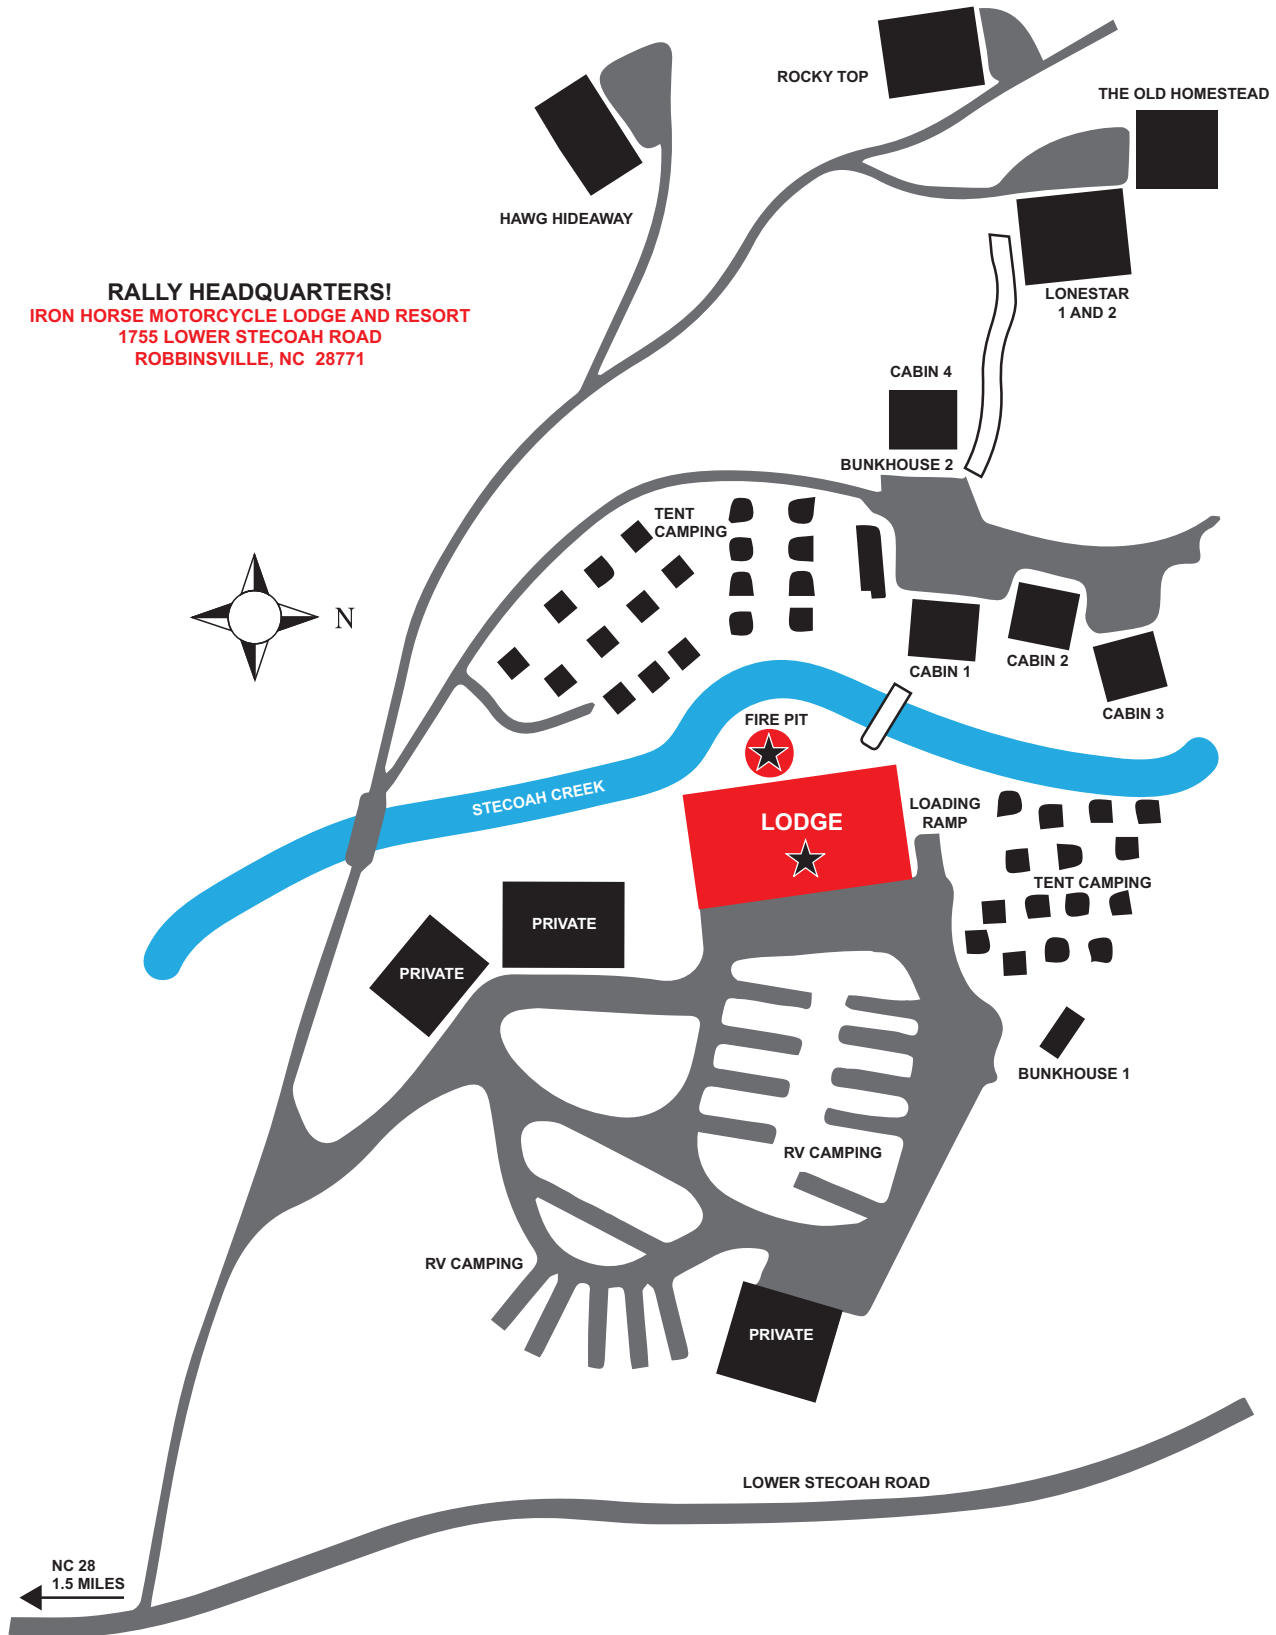 ROCKY TOP
THE OLD HOMESTEAD
HAWG HIDEAWAY
RALLY HEADQUARTERS!
IRON HORSE MOTORCYCLE LODGE AND RESORT
1755 LOWER STECOAH ROAD
ROBBINSVILLE, NC 28771
LONESTAR
1 AND 2
CABIN 4
BUNKHOUSE 2
TENT
CAMPING
N
CABIN 1
CABIN 2
CABIN 3
FIRE PIT
STECOAH CREEK
LODGE
LOADING
RAMP
TENT CAMPING
PRIVATE
PRIVATE
BUNKHOUSE 1
RV CAMPING
RV CAMPING
PRIVATE
LOWER STECOAH ROAD
NC 28
1.5 MILES